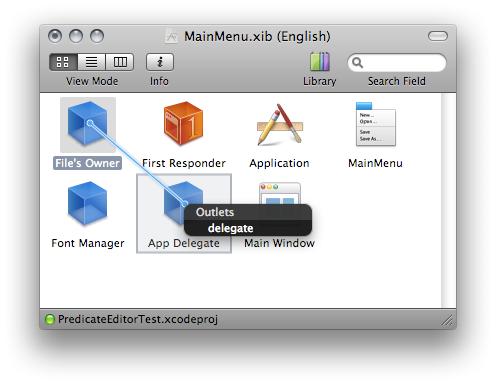 MainMenu.xib (English)
View Mode
Info
Library
Search Field
New...
Open...
Save
Save As...
File's Owner
First Responder
Application
MainMenu
Outlets
delegate
Font Manager
App Delegate
Main Window
PredicateEditorTest.xcodeproj